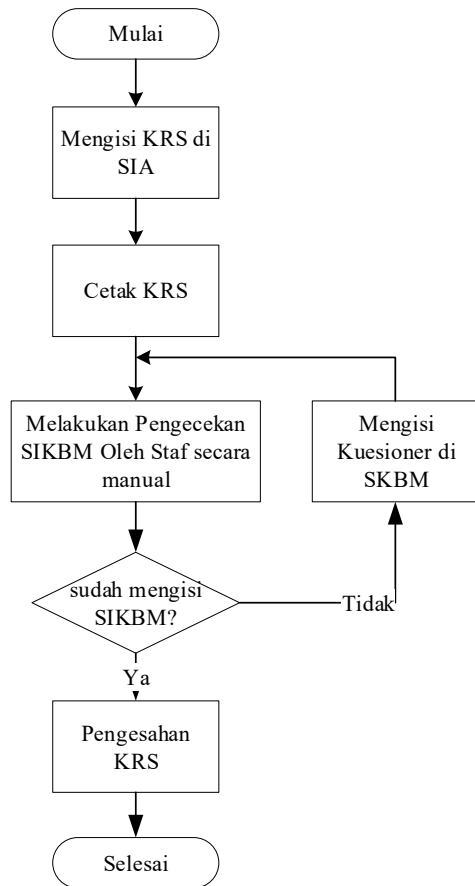 Mulai
Mengisi KRS di
SIA
Cetak KRS
Melakukan Pengecekan
SIKBM Oleh Staf secara
manual
Mengisi
Kuesioner di
SKBM
sudah mengisi
SIKBM?
Tidak
Ya
Pengesahan
KRS
Selesai